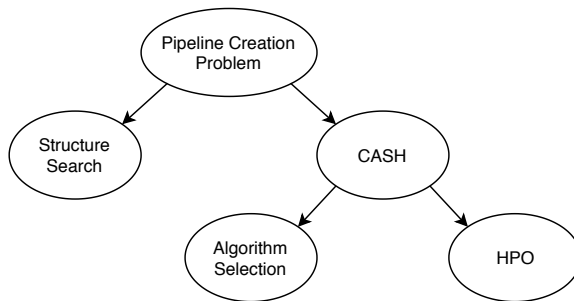 Pipeline Creation
Problem
Structure
Search
CASH
Algorithm
Selection
HPO